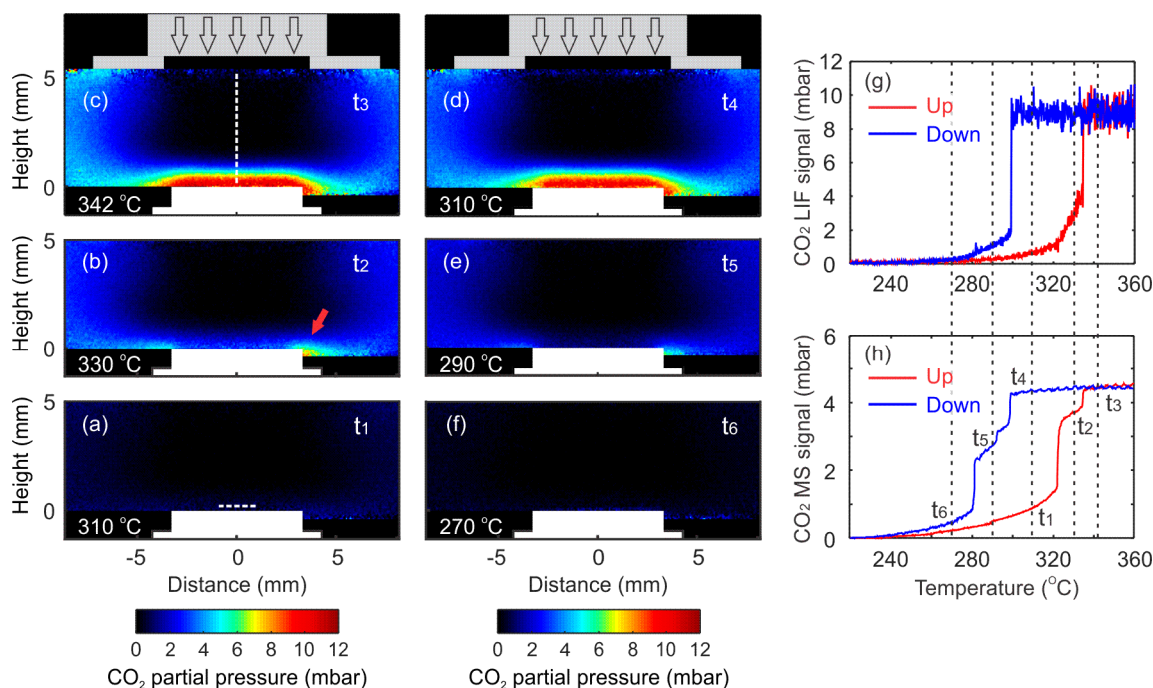 (c)
t3
Height (mm)
5
0
342 °C
(d)
t4
310 °C
(b)
t2
Height (mm)
5
0
330 °C
(e)
t5
290 °C
(a)
t1
Height (mm)
5
0
310 °C
(f)
t6
270 °C
-5 0 5
Distance (mm)
-5 0 5
Distance (mm)
0 2 4 6 8 10 12
CO2 partial pressure (mbar)
0 2 4 6 8 10 12
CO2 partial pressure (mbar)
(g)
Up
Down
CO2 LIF signal (mbar)
12
10
8
6
4
2
0
240 280 320 360
(h)
Up
Down
CO2 MS signal (mbar)
6
4
2
0
t4
t3
t2
t5
t6
t1
240 280 320 360
Temperature (°C)